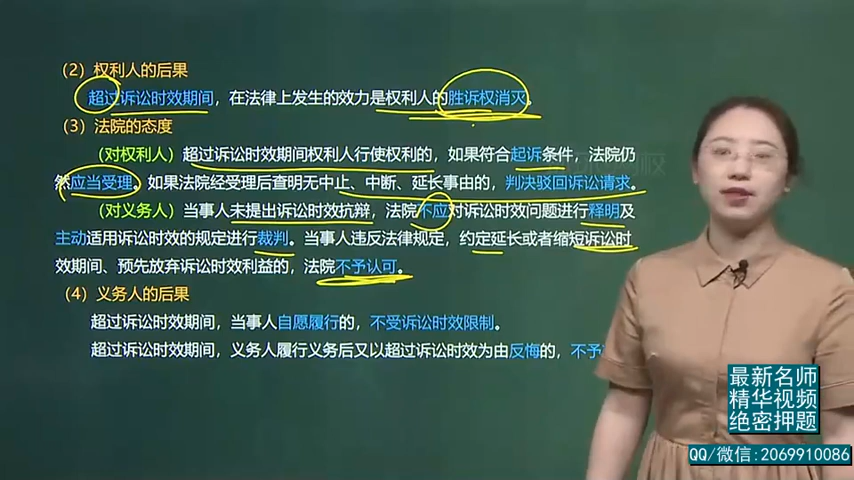 （2）权利人的后果
超过诉讼时效期间，在法律上发生的效力是权利人的胜诉权消灭。
（3）法院的态度
（对权利人）超过诉讼时效期间权利人行使权利的，如果符合起诉条件，法院仍
然应当受理。如果法院经受理后查明无中止、中断、延长事由的，判决驳回诉讼请求。
（对义务人）当事人未提出诉讼时效抗辩，法院不应对诉讼时效问题进行释明及
主动适用诉讼时效的规定进行裁判。当事人违反法律规定，约定延长或者缩短诉讼时
效期间、预先放弃诉讼时效利益的，法院不予认可。
（4）义务人的后果
超过诉讼时效期间，当事人自愿履行的，不受诉讼时效限制。
超过诉讼时效期间，义务人履行义务后又以超过诉讼时效为由反悔的，不予
最新名师
精华视频
绝密押题
QQ/微信:2069910086